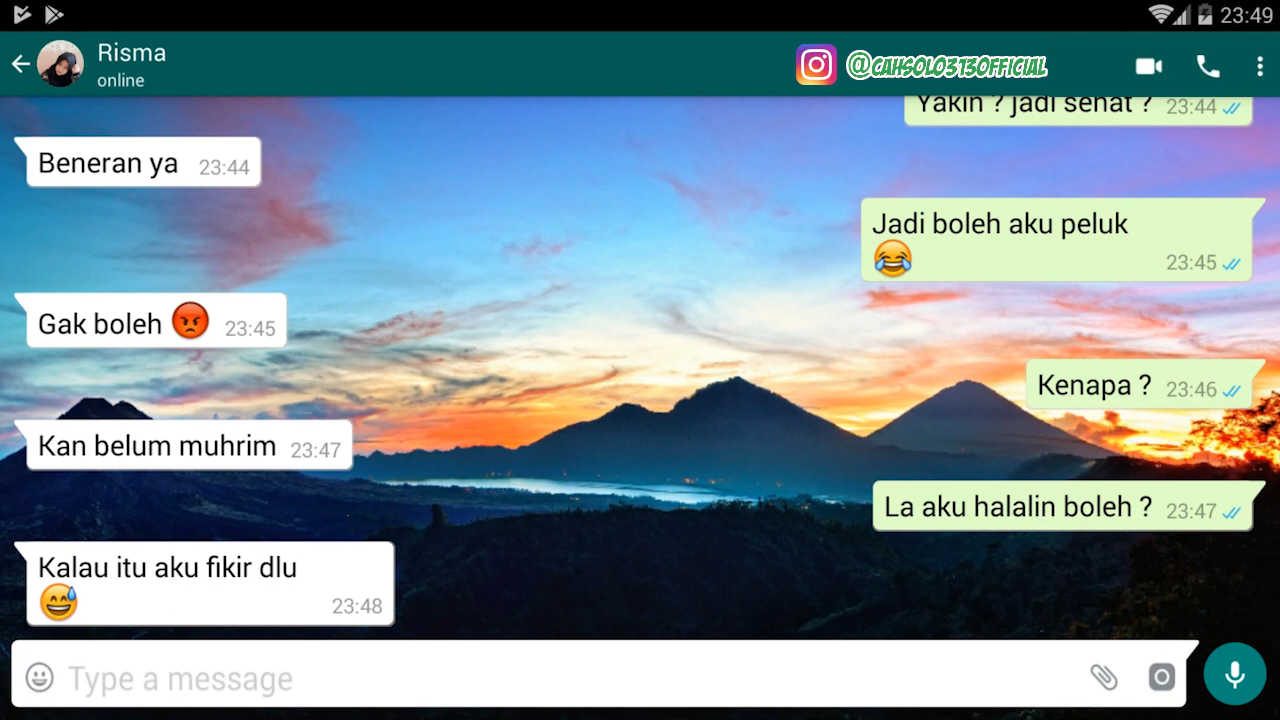 23:49
Risma
online
@CAHSOLO313OFFICIAL
Yakin ? jadi sehat ? 23:44
Beneran ya 23:44
Jadi boleh aku peluk
😂 23:45
Gak boleh 😡 23:45
Kenapa ? 23:46
Kan belum muhrim 23:47
La aku halalin boleh ? 23:47
Kalau itu aku fikir dlu
😅 23:48
Type a message